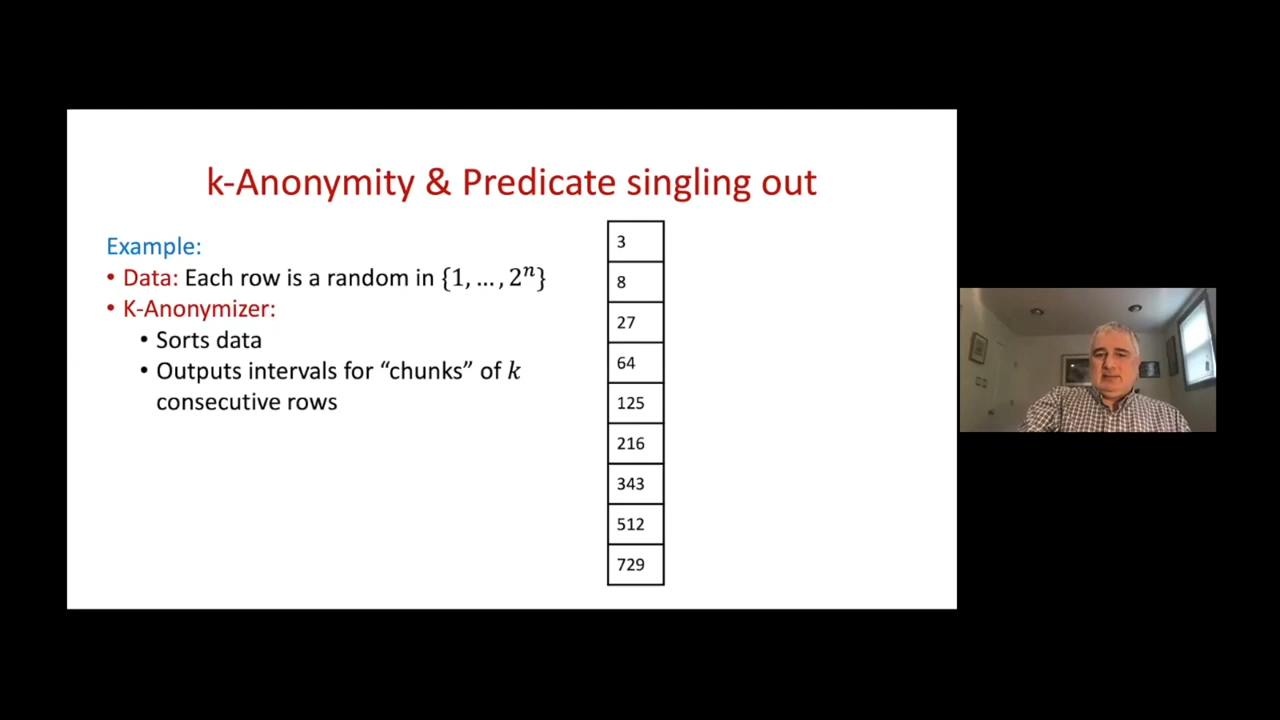 k-Anonymity & Predicate singling out
Example:
• Data: Each row is a random in {1, … , 2ⁿ}
• K-Anonymizer:
• Sorts data
• Outputs intervals for “chunks” of k
consecutive rows
3
8
27
64
125
216
343
512
729